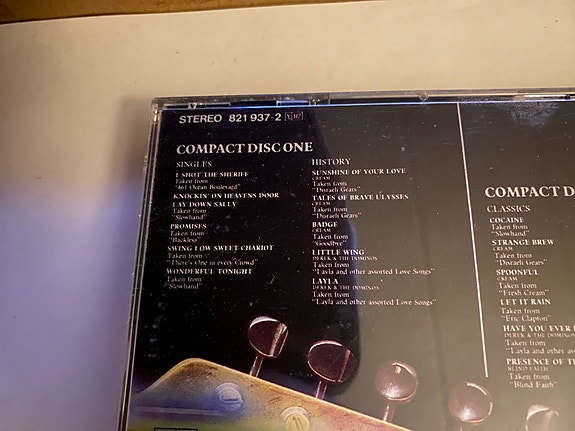 STEREO 821 937-2
COMPACT DISC ONE
SINGLES
I SHOT THE SHERIFF
Taken from
"461 Ocean Boulevard"
KNOCKIN' ON HEAVENS DOOR
LAY DOWN SALLY
Taken from
"Slowhand"
PROMISES
Taken from
"Backless"
SWING LOW SWEET CHARIOT
Taken from
"There's One in every Crowd"
WONDERFUL TONIGHT
Taken from
"Slowhand"
HISTORY
SUNSHINE OF YOUR LOVE
CREAM
Taken from
"Disraeli Gears"
TALES OF BRAVE ULYSSES
CREAM
Taken from
"Disraeli Gears"
BADGE
CREAM
Taken from
"Goodbye"
LITTLE WING
DEREK & THE DOMINOS
Taken from
"Layla and other assorted Love Songs"
LAYLA
DEREK & THE DOMINOS
Taken from
"Layla and other assorted Love Songs"
COMPACT D
CLASSICS
COCAINE
Taken from
"Slowhand"
STRANGE BREW
CREAM
Taken from
"Disraeli Gears"
SPOONFUL
CREAM
Taken from
"Fresh Cream"
LET IT RAIN
Taken from
"Eric Clapton"
HAVE YOU EVER
DEREK & THE DOMINOS
Taken from
"Layla and other
PRESENCE OF
BLIND FAITH
Taken from
"Blind Faith"